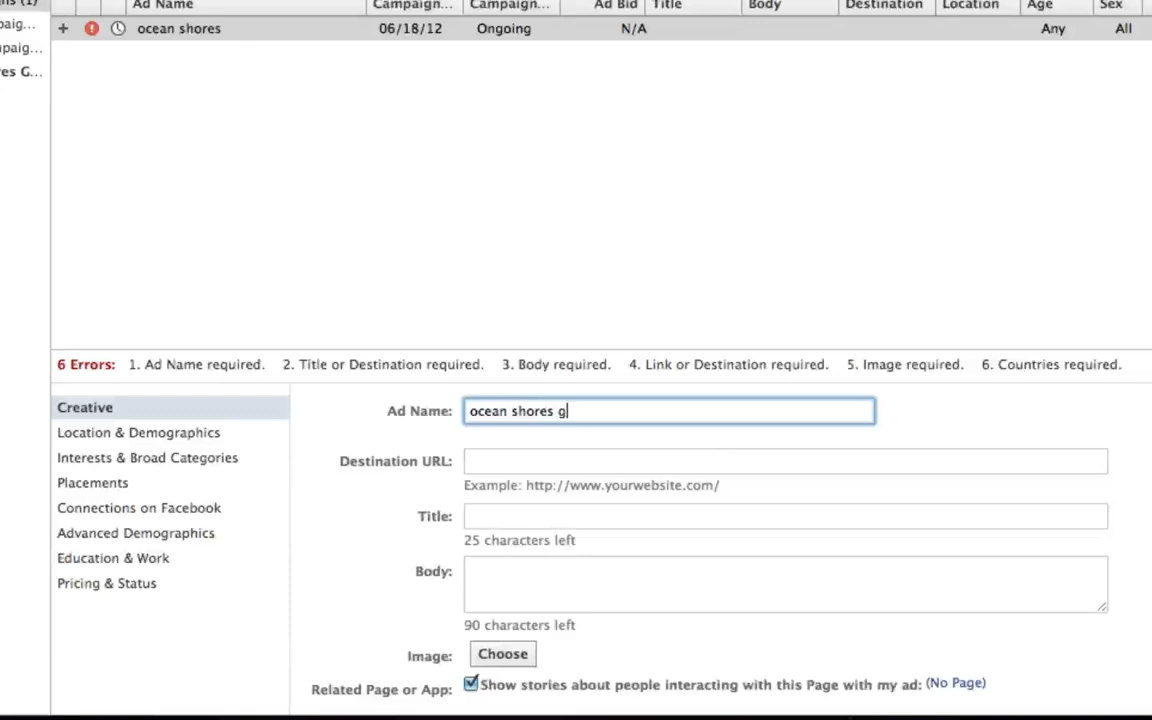 Ad Name Campaign... Campaign... Ad Bid Title Body Destination Location Age Sex
+ ocean shores 06/18/12 Ongoing N/A Any All
paig...
npaig...
res G...
6 Errors: 1. Ad Name required. 2. Title or Destination required. 3. Body required. 4. Link or Destination required. 5. Image required. 6. Countries required.
Creative
Location & Demographics
Interests & Broad Categories
Placements
Connections on Facebook
Advanced Demographics
Education & Work
Pricing & Status
Ad Name: ocean shores g
Destination URL:
Example: http://www.yourwebsite.com/
Title:
25 characters left
Body:
90 characters left
Image: Choose
Related Page or App: Show stories about people interacting with this Page with my ad: (No Page)